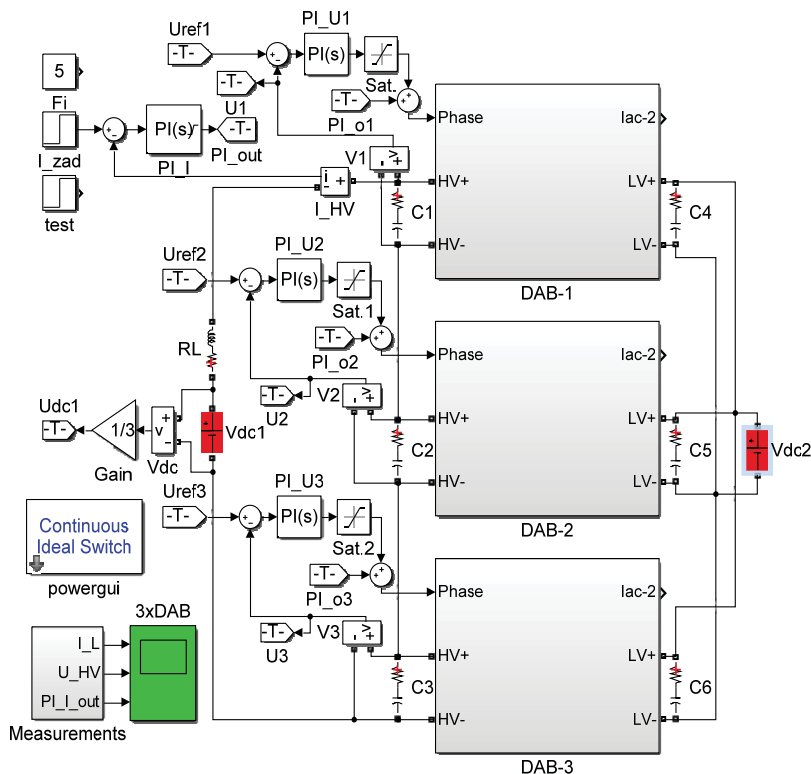 PI_U1
Uref1
-T-
PI(s)
Sat.
5
Fi
-T-
U1
-T-
PI_o1
I_zad
PI(s)
-T-
PI_I
PI_out
test
i
I_HV
V1
v
Phase
Iac-2
HV+
LV+
C1
C4
HV-
LV-
DAB-1
PI_U2
Uref2
-T-
PI(s)
Sat.1
-T-
PI_o2
-T-
U2
V2
v
Phase
Iac-2
HV+
LV+
C2
C5
HV-
LV-
DAB-2
RL
Udc1
-T-
1/3
Gain
v
Vdc
Vdc1
Vdc2
PI_U3
Uref3
-T-
PI(s)
Sat.2
-T-
PI_o3
-T-
U3
V3
v
Phase
Iac-2
HV+
LV+
C3
C6
HV-
LV-
DAB-3
Continuous
Ideal Switch
powergui
3xDAB
I_L
U_HV
PI_I_out
Measurements